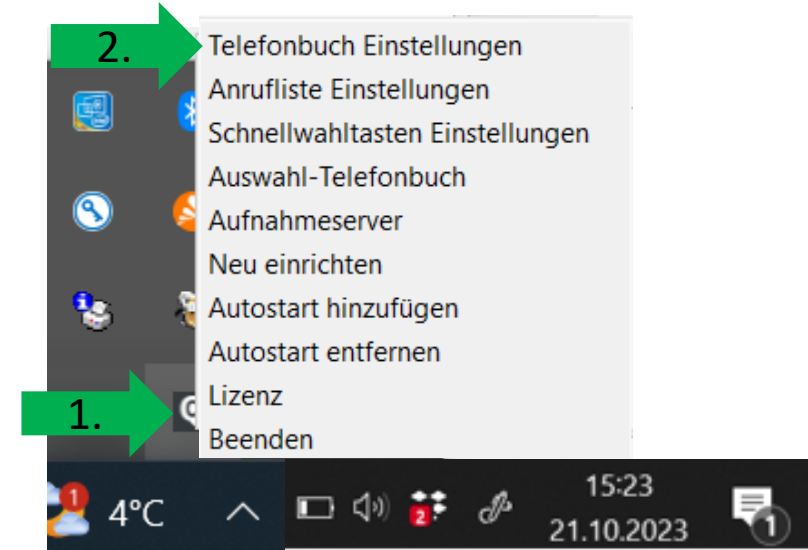 2.
Telefonbuch Einstellungen
Anrufliste Einstellungen
Schnellwahltasten Einstellungen
Auswahl-Telefonbuch
Aufnahmeserver
Neu einrichten
Autostart hinzufügen
Autostart entfernen
1.
Lizenz
Beenden
1
4°C
2
15:23
21.10.2023
1